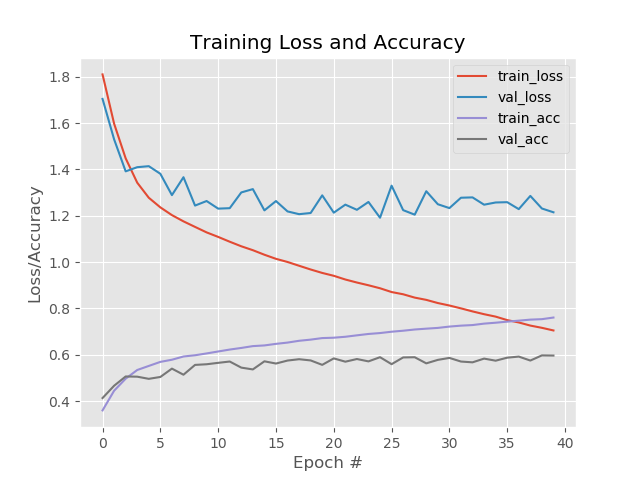 Training Loss and Accuracy
train_loss
val_loss
train_acc
val_acc
Loss/Accuracy
1.8
1.6
1.4
1.2
1.0
0.8
0.6
0.4
0 5 10 15 20 25 30 35 40
Epoch #